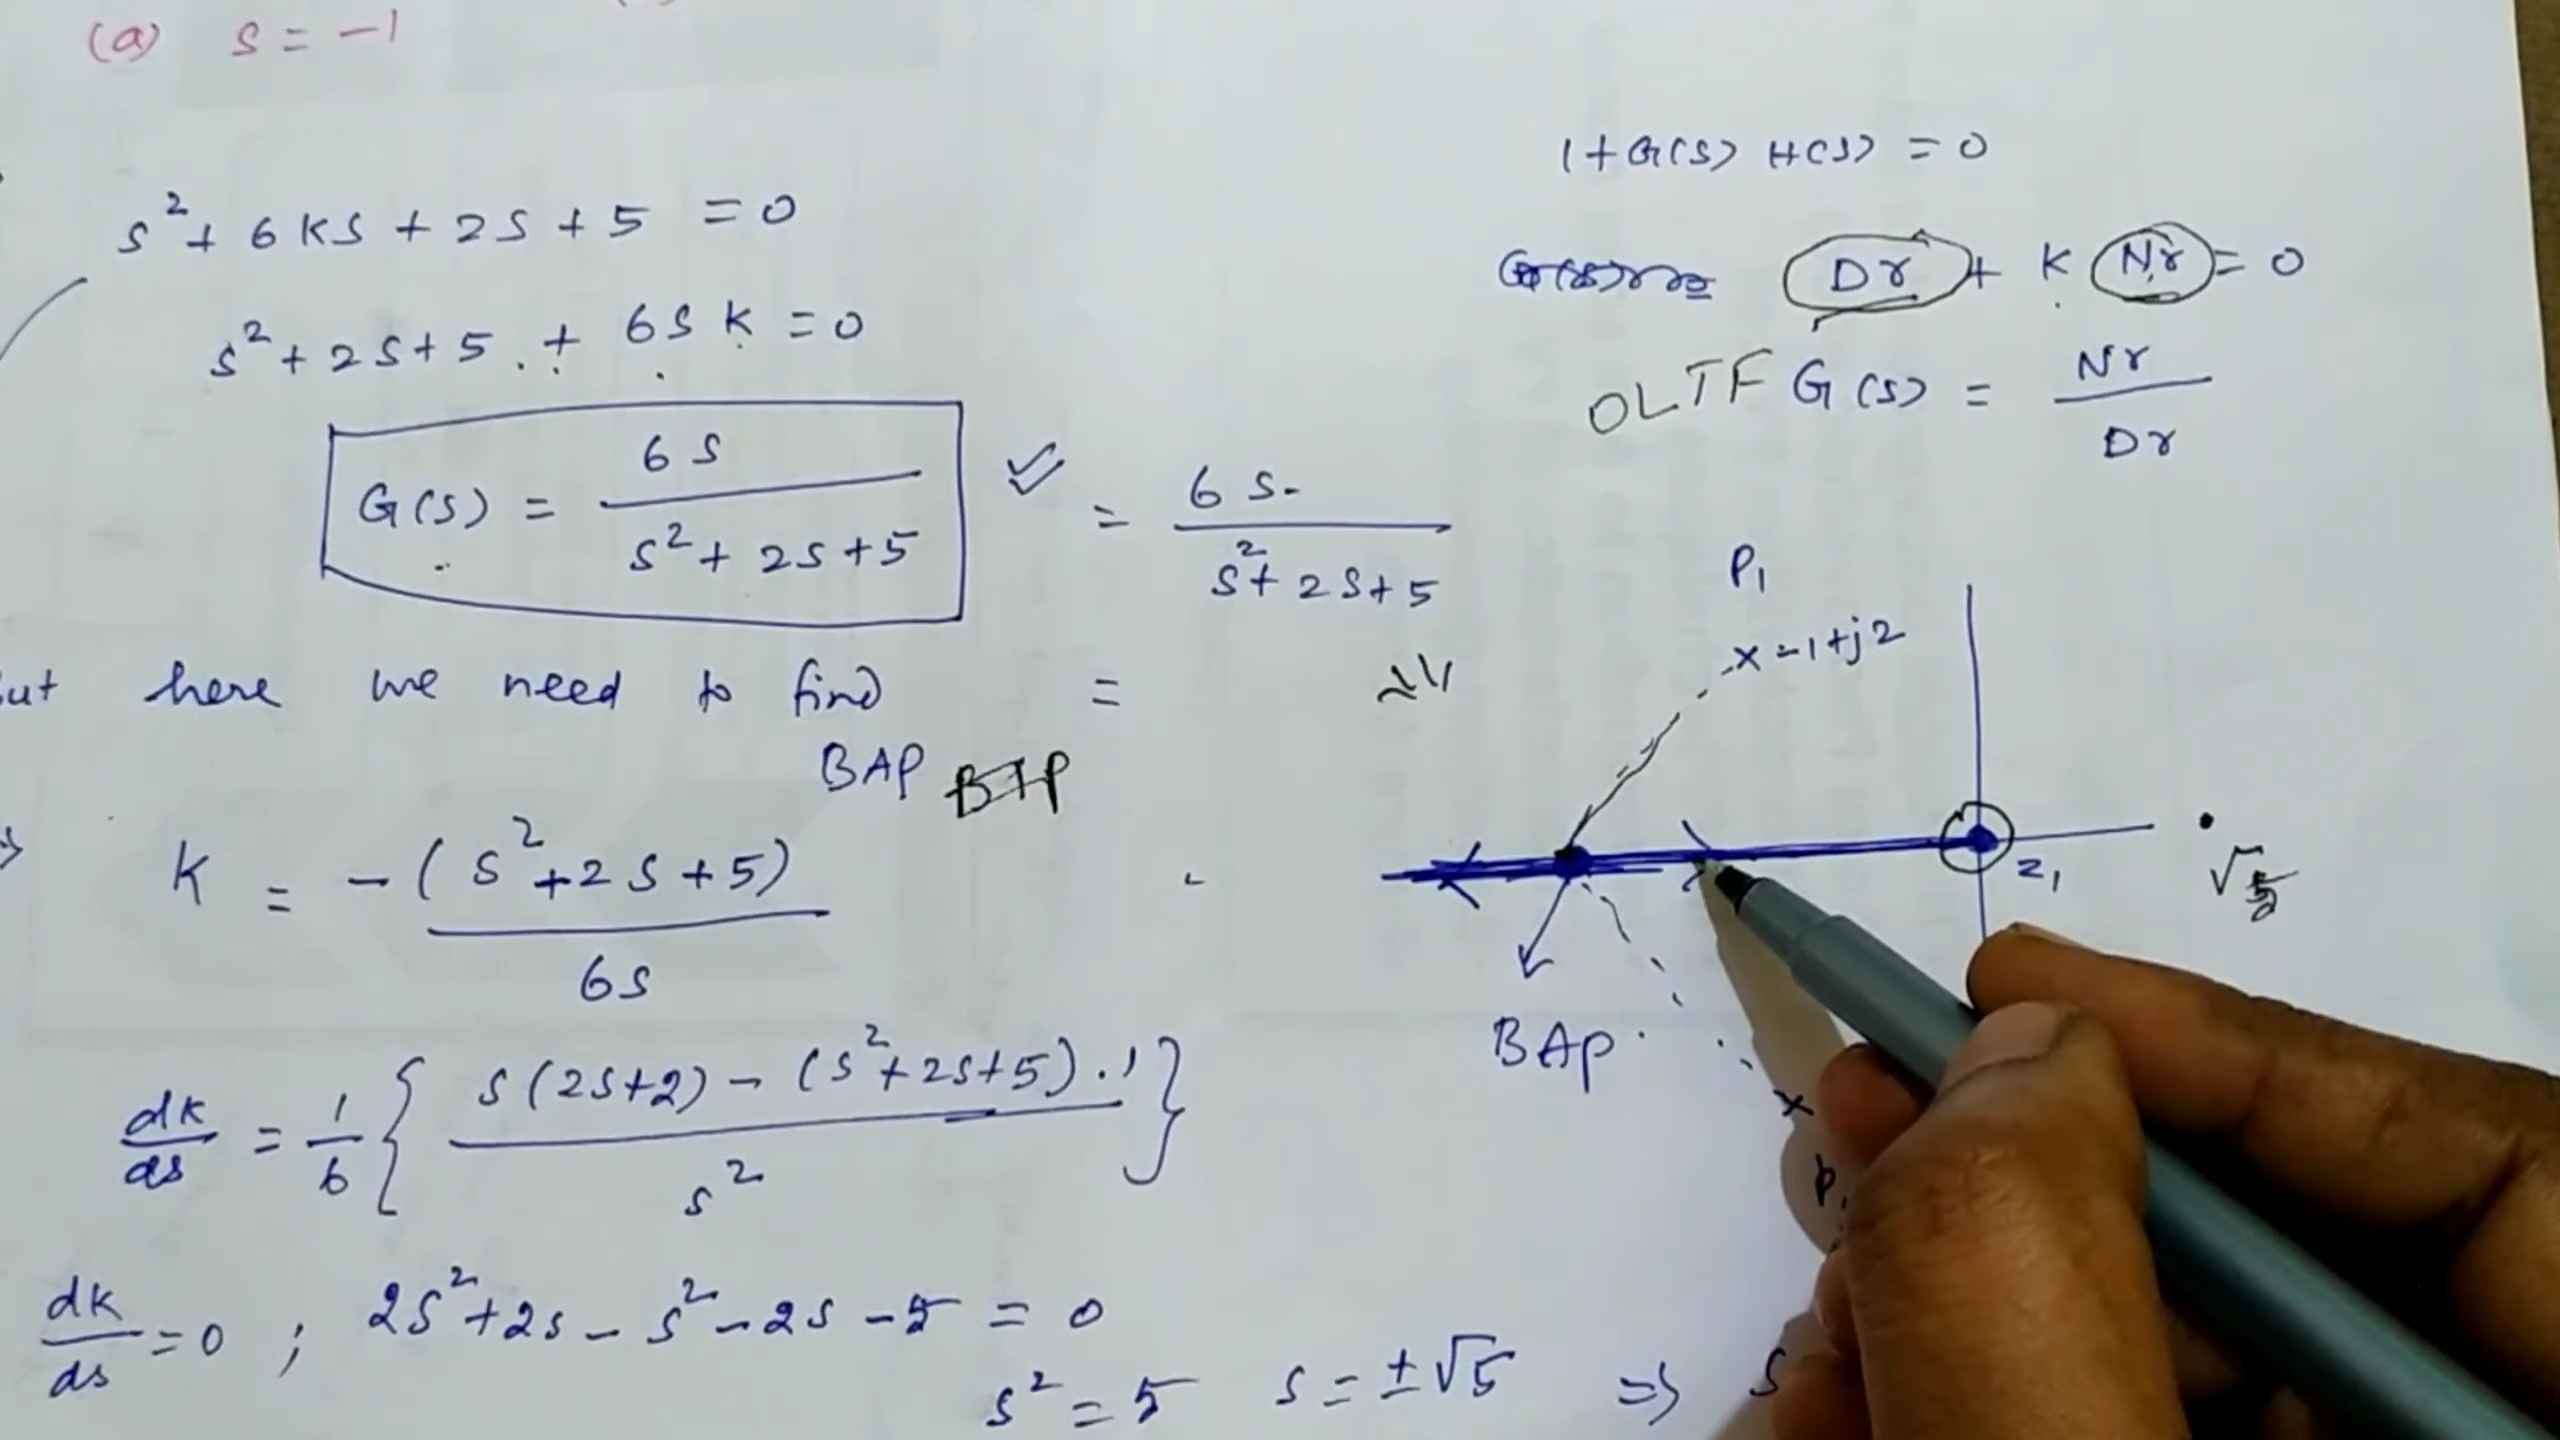 (a) s = -1
s² + 6ks + 2s + 5 = 0
s² + 2s + 5 + 6s k = 0
G(s) = 6s / s² + 2s + 5
= 6s / s² + 2s + 5
here we need to find
=
BAP
k = -(s² + 2s + 5) / 6s
dk/ds = 1/6 { s(2s+2) - (s² + 2s + 5).1 / s² }
dk/ds = 0 ; 2s² + 2s - s² - 2s - 5 = 0
s² = 5 s = ±√5 => s
1 + G(s) H(s) = 0
Dr + k Nr = 0
OLTF G(s) = Nr / Dr
P₁
x -1+j2
z₁
√5
BAP
x